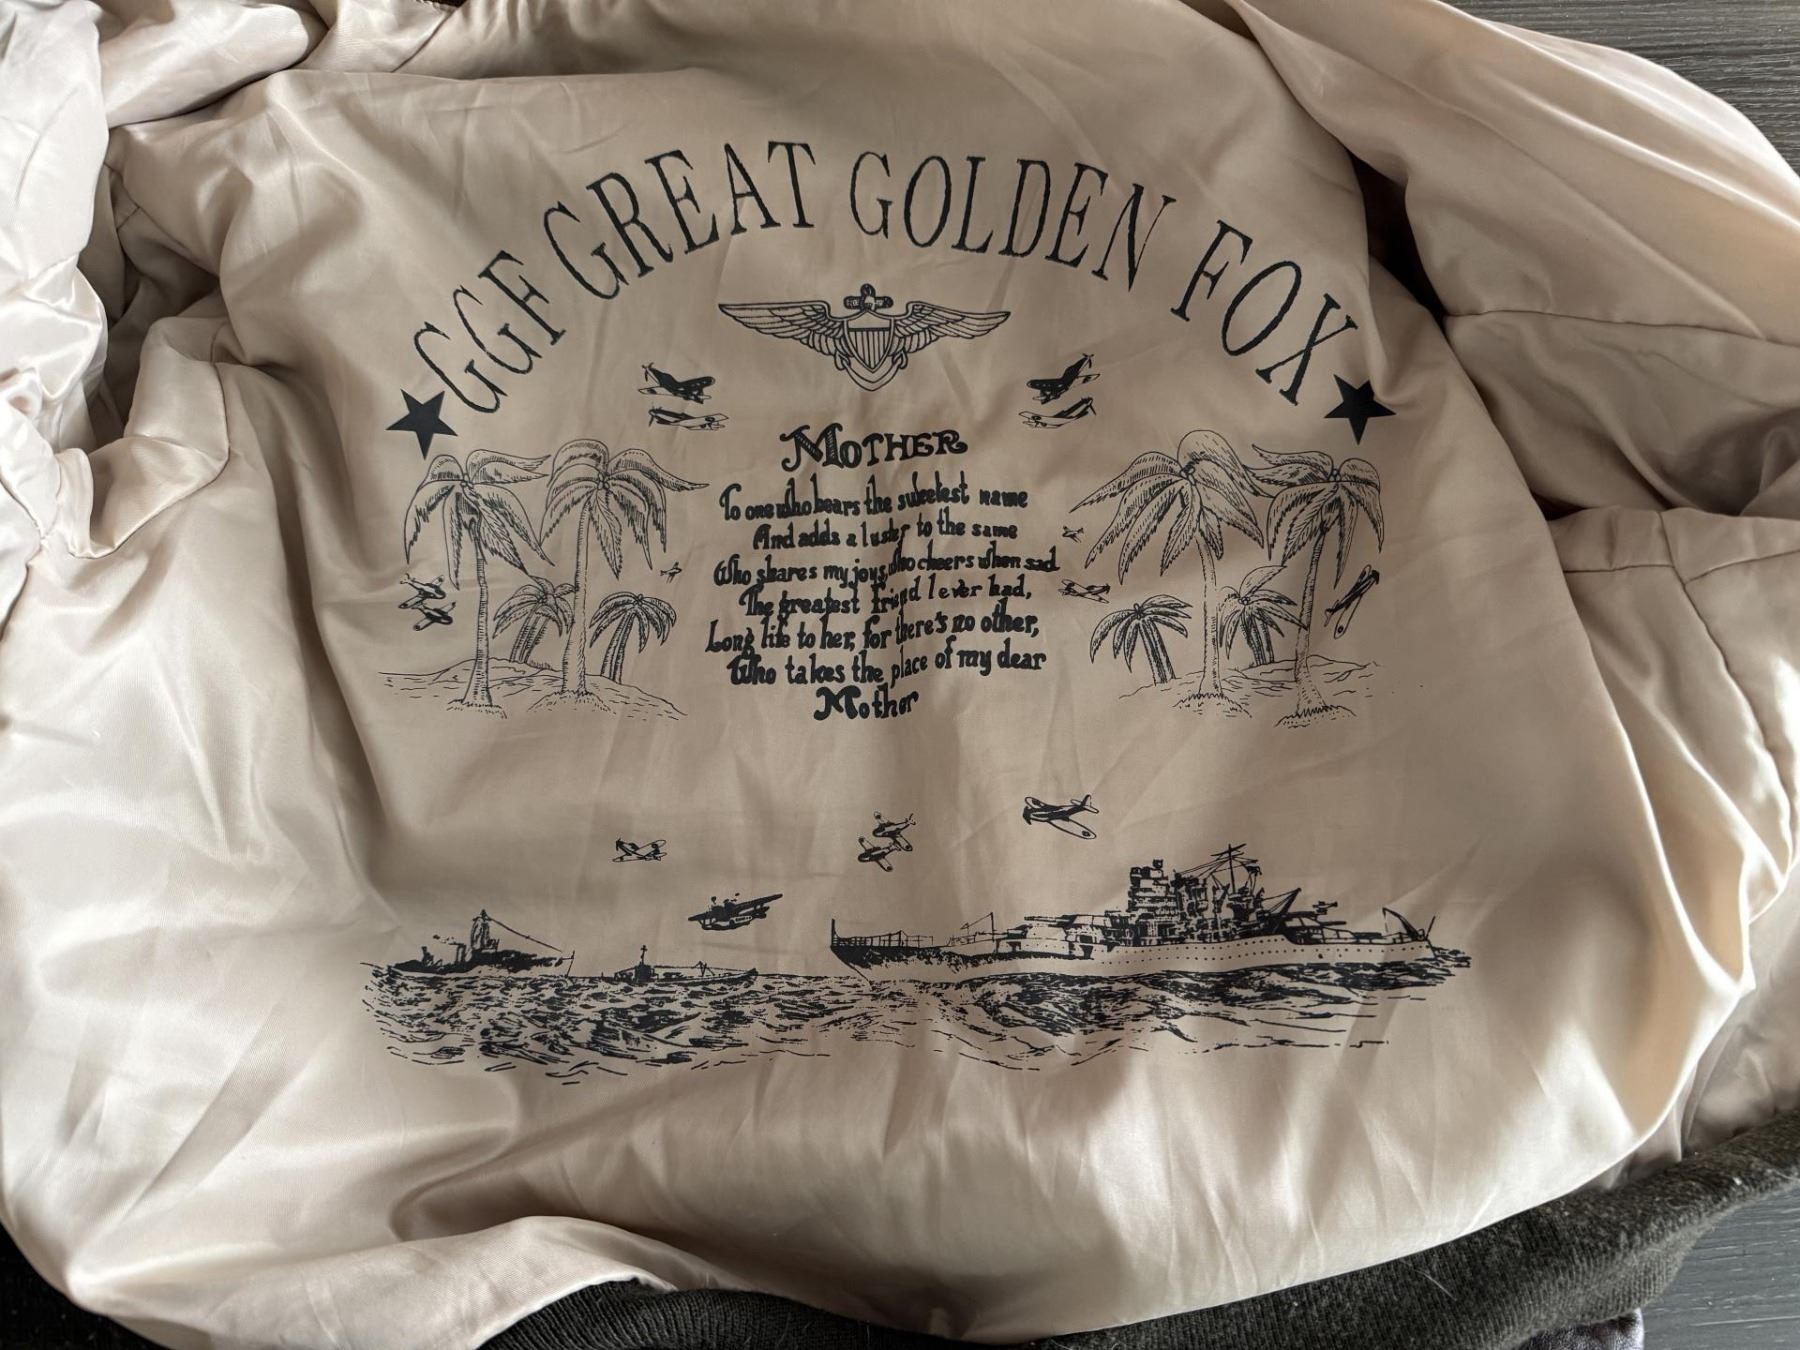 GGF GREAT GOLDEN FOX
MOTHER
To one who bears the sweetest name
And adds a luster to the same
Who shares my joys, who cheers when sad
The greatest friend I ever had,
Long life to her, for there's no other,
Who takes the place of my dear
Mother